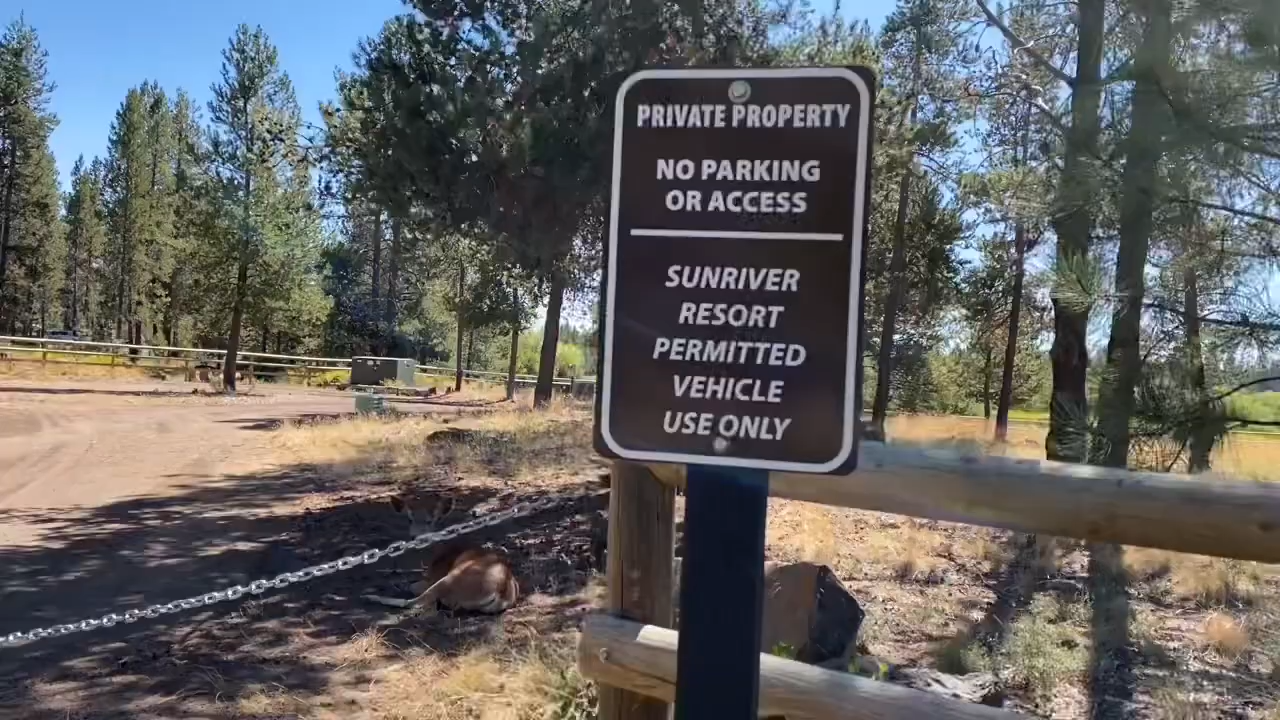 PRIVATE PROPERTY
NO PARKING
OR ACCESS
SUNRIVER
RESORT
PERMITTED
VEHICLE
USE ONLY